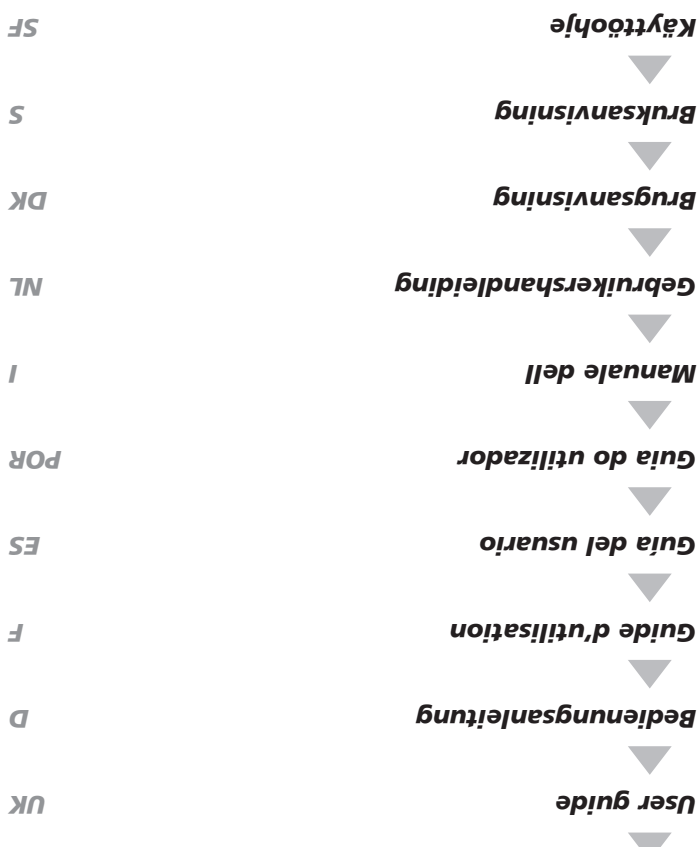 User guide UK
Bedienungsanleitung D
Guide d'utilisation F
Guía del usuario ES
Guia do utilizador POR
Manuale dell I
Gebruikershandleiding NL
Brugsanvisning DK
Bruksanvisning S
Käyttöohje SF